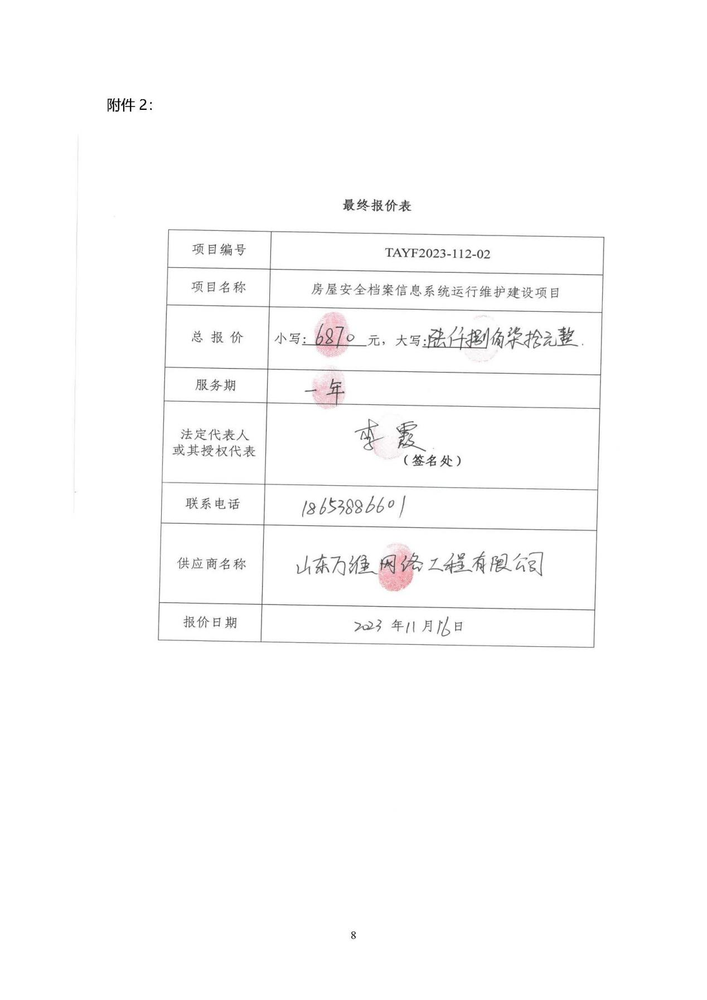 附件 2：
最终报价表
项目编号 TAYF2023-112-02
项目名称 房屋安全档案信息系统运行维护建设项目
总 报 价 小写：6870 元，大写：陆仟捌佰柒拾元整.
服务期 一年
法定代表人
或其授权代表
李霞
（签名处）
联系电话 18653886601
供应商名称 山东万维网络工程有限公司
报价日期 2023 年 11 月 16 日
8